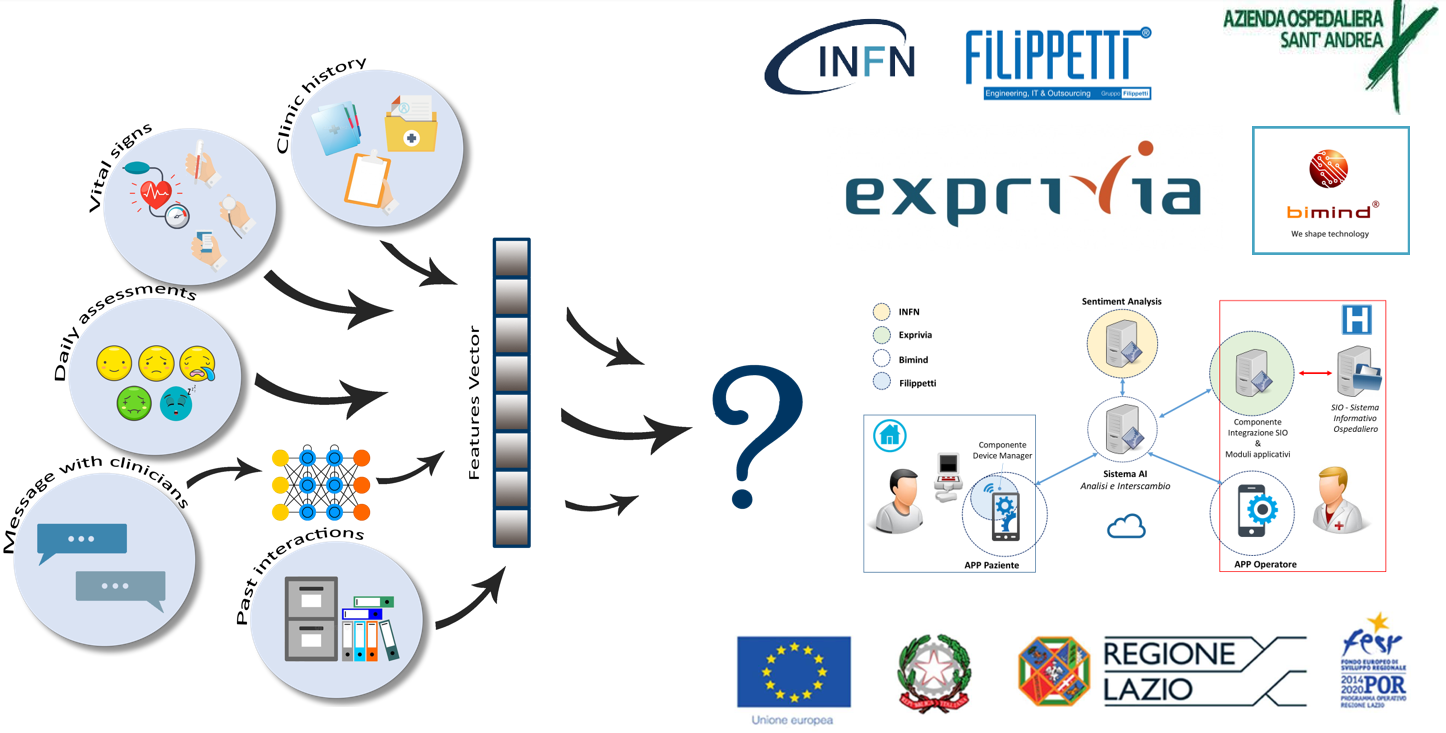 Clinic history
Vital signs
Daily assessments
Message with clinicians
Past interactions
Features Vector
?
INFN
FiLiPPETTi®
Engineering, IT & Outsourcing
Gruppo Filippetti
AZIENDA OSPEDALIERA
SANT' ANDREA
exprivia
bimind®
We shape technology
INFN
Exprivia
Bimind
Filippetti
Sentiment Analysis
H
SIO - Sistema
Informativo
Ospedaliero
Componente
Integrazione SIO
&
Moduli applicativi
Componente
Device Manager
Sistema AI
Analisi e Interscambio
APP Paziente
APP Operatore
Unione europea
REGIONE
LAZIO
fesr
FONDO EUROPEO DI
SVILUPPO REGIONALE
2014
2020 POR
PROGRAMMA OPERATIVO
REGIONE LAZIO